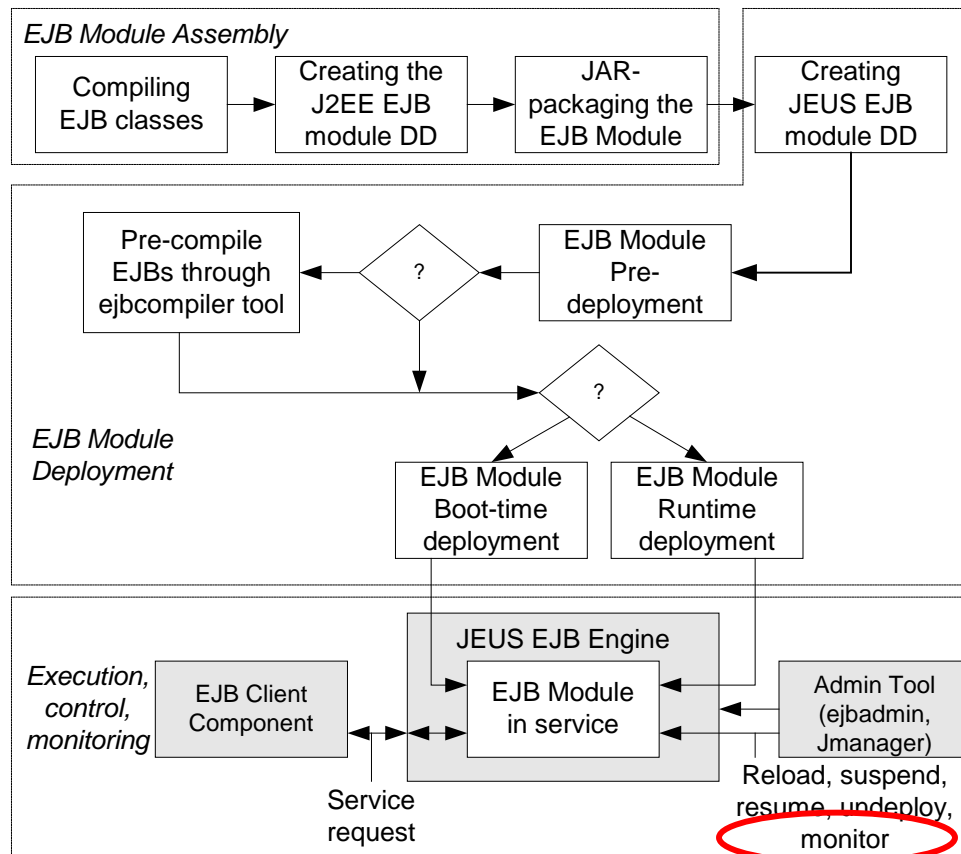 EJB Module Assembly
Compiling
EJB classes
Creating the
J2EE EJB
module DD
JAR-
packaging the
EJB Module
Creating
JEUS EJB
module DD
Pre-compile
EJBs through
ejbcompiler tool
?
EJB Module
Pre-
deployment
?
EJB Module
Deployment
EJB Module
Boot-time
deployment
EJB Module
Runtime
deployment
Execution,
control,
monitoring
EJB Client
Component
JEUS EJB Engine
EJB Module
in service
Admin Tool
(ejbadmin,
Jmanager)
Service
request
Reload, suspend,
resume, undeploy,
monitor